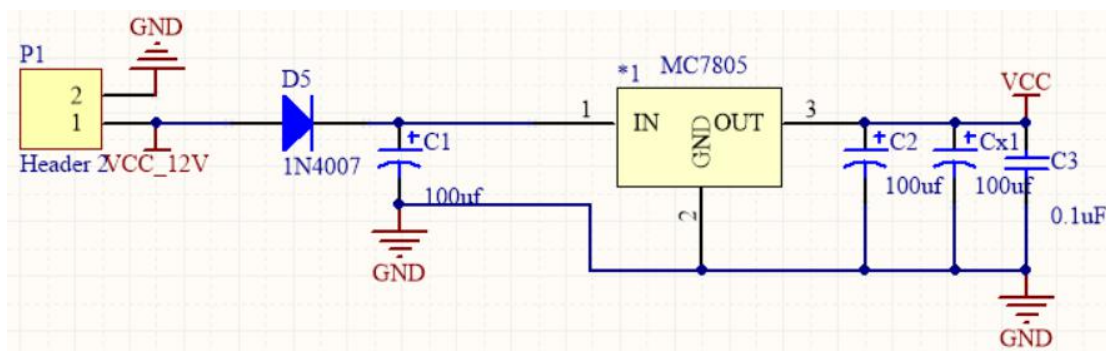 GND
P1
2
1
Header 2
VCC_12V
D5
1N4007
C1
100uf
GND
*1
MC7805
1
IN
GND
OUT
3
2
C2
100uf
Cx1
100uf
VCC
C3
0.1uF
GND